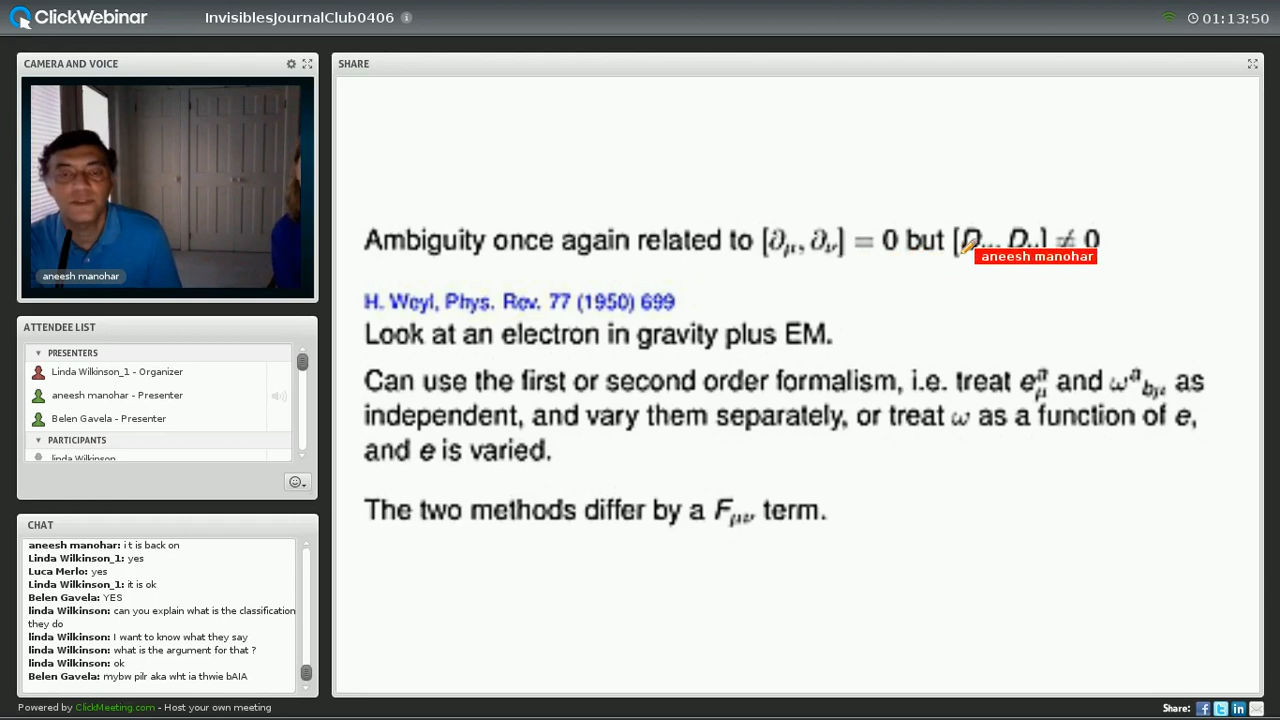 ClickWebinar
InvisiblesJournalClub0406
01:13:50
CAMERA AND VOICE
aneesh manohar
ATTENDEE LIST
PRESENTERS
Linda Wilkinson_1 - Organizer
aneesh manohar - Presenter
Belen Gavela - Presenter
PARTICIPANTS
linda Wilkinson
CHAT
aneesh manohar: it is back on
Linda Wilkinson_1: yes
Luca Merlo: yes
Linda Wilkinson_1: it is ok
Belen Gavela: YES
linda Wilkinson: can you explain what is the classification
they do
linda Wilkinson: I want to know what they say
linda Wilkinson: what is the argument for that ?
linda Wilkinson: ok
Belen Gavela: mybw pilr aka wht ia thwie bAIA
SHARE
Ambiguity once again related to [∂μ, ∂ν] = 0 but [Dμ, Dν] ≠ 0
aneesh manohar
H. Weyl, Phys. Rev. 77 (1950) 699
Look at an electron in gravity plus EM.
Can use the first or second order formalism, i.e. treat e^a_μ and ω^a_bμ as
independent, and vary them separately, or treat ω as a function of e,
and e is varied.
The two methods differ by a Fμν term.
Powered by ClickMeeting.com - Host your own meeting
Share: